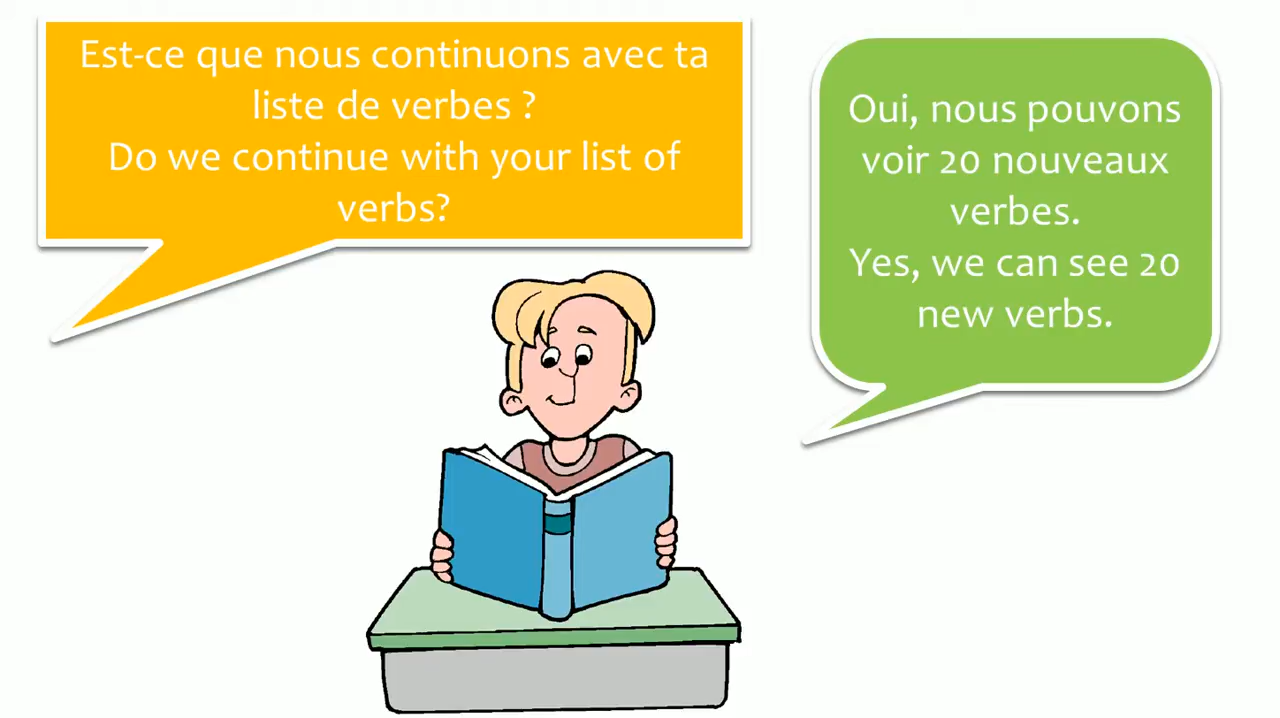 Est-ce que nous continuons avec ta
liste de verbes ?
Do we continue with your list of
verbs?
Oui, nous pouvons
voir 20 nouveaux
verbes.
Yes, we can see 20
new verbs.